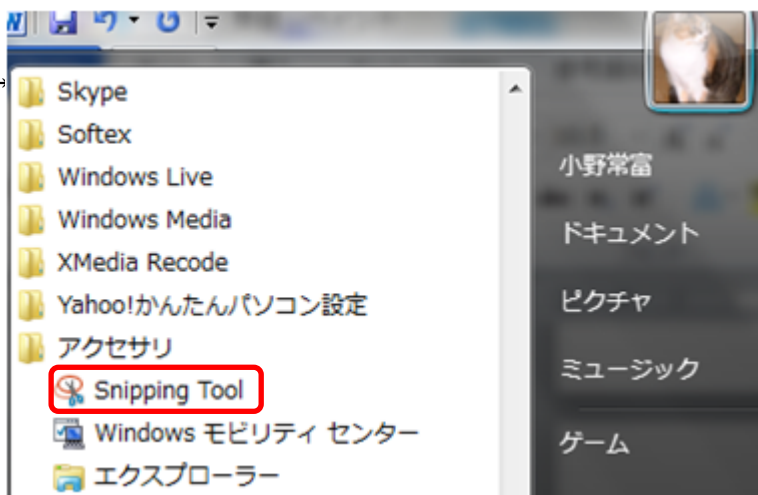 Skype
Softex
Windows Live
Windows Media
XMedia Recode
Yahoo!かんたんパソコン設定
アクセサリ
Snipping Tool
Windows モビリティ センター
エクスプローラー
小野常富
ドキュメント
ピクチャ
ミュージック
ゲーム